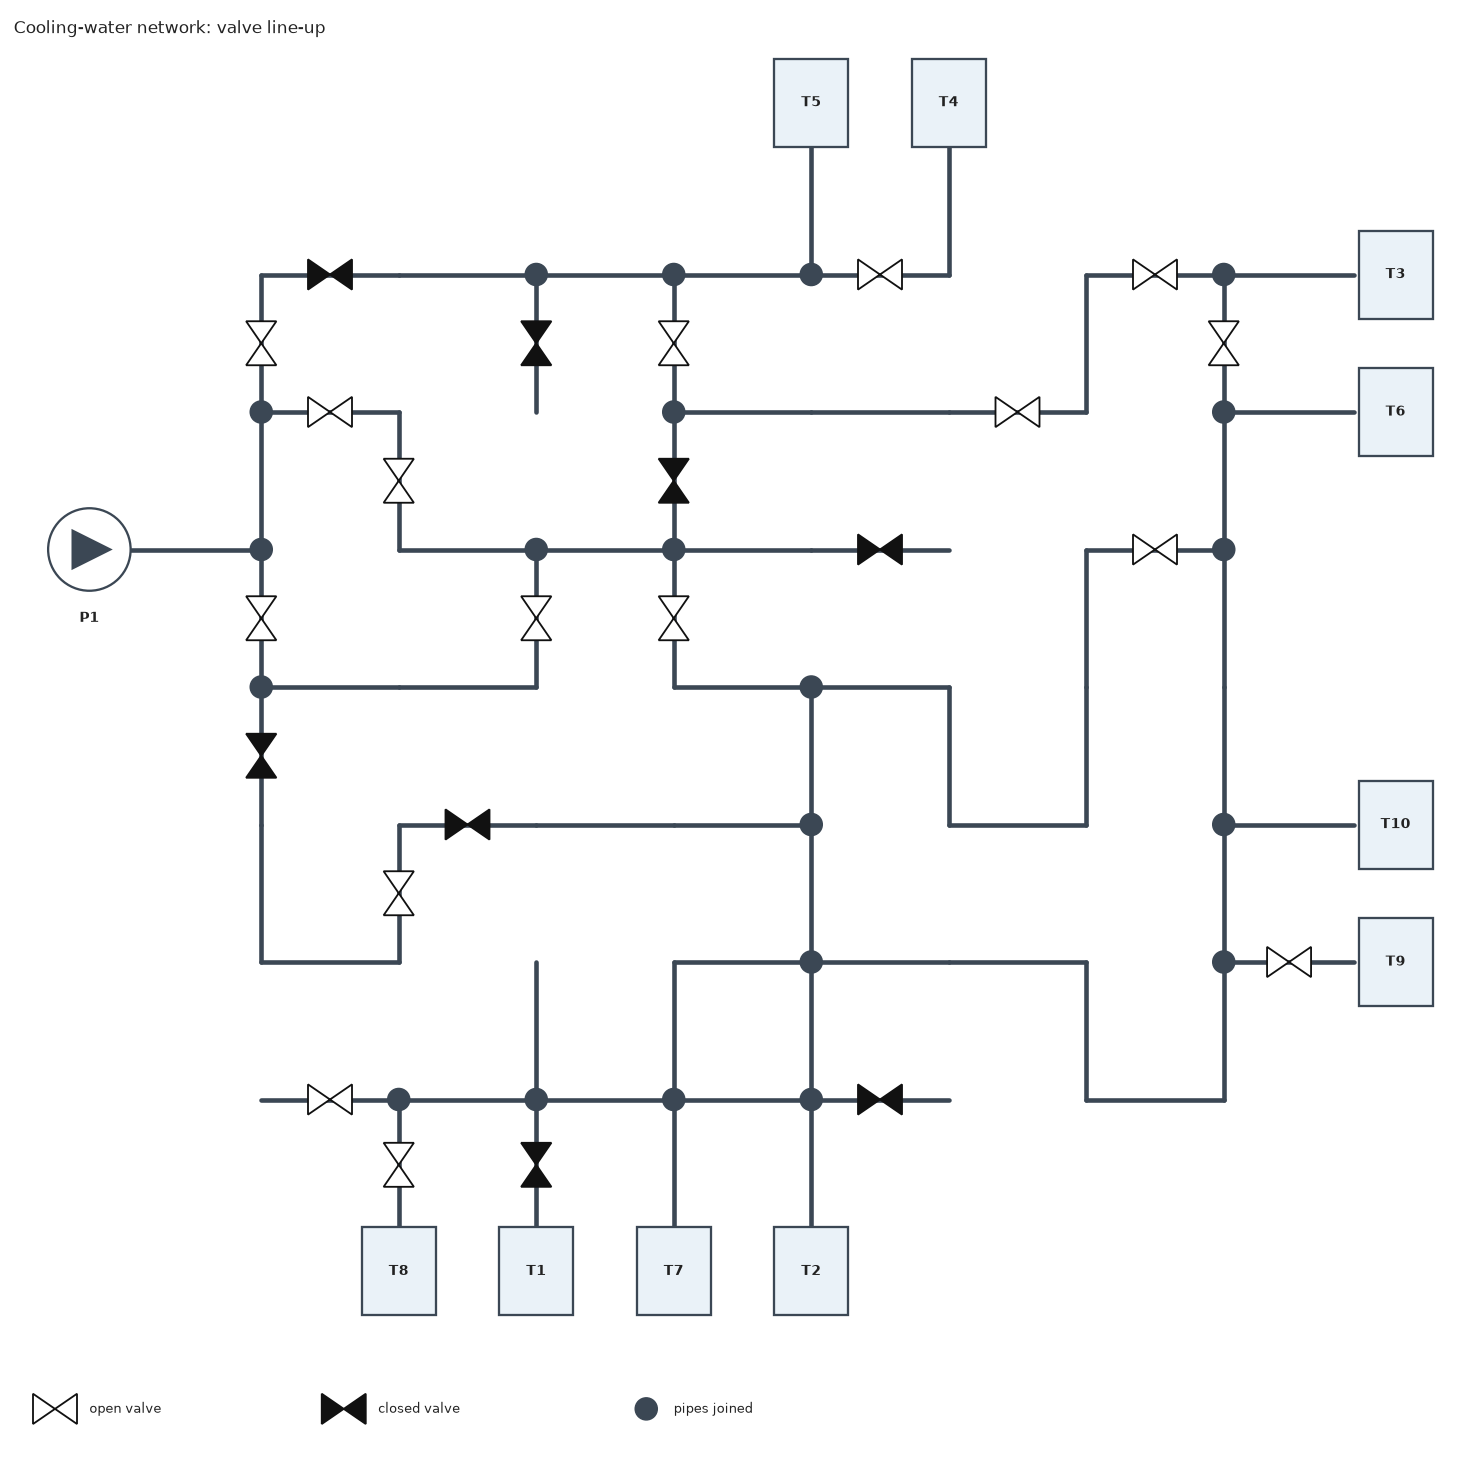 Cooling-water network: valve line-up
T5
T4
T3
T6
P1
T10
T9
T8
T1
T7
T2
open valve
closed valve
pipes joined